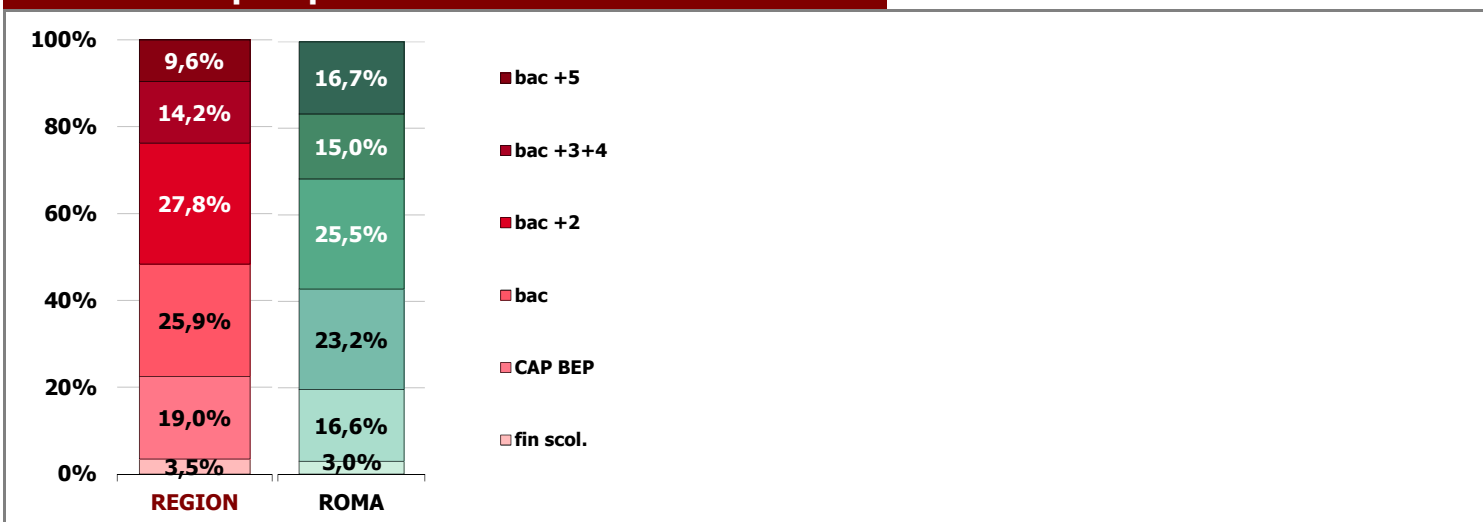 100%
80%
60%
40%
20%
0%
9,6%
14,2%
27,8%
25,9%
19,0%
3,5%
REGION
16,7%
15,0%
25,5%
23,2%
16,6%
3,0%
ROMA
bac +5
bac +3+4
bac +2
bac
CAP BEP
fin scol.